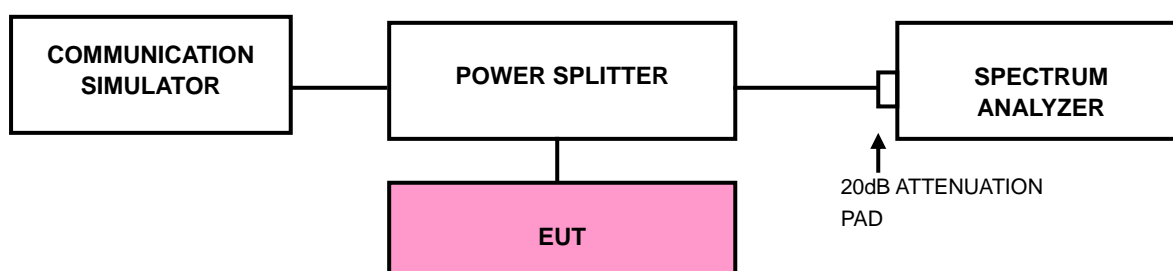 COMMUNICATION
SIMULATOR
POWER SPLITTER
SPECTRUM
ANALYZER
20dB ATTENUATION
PAD
EUT